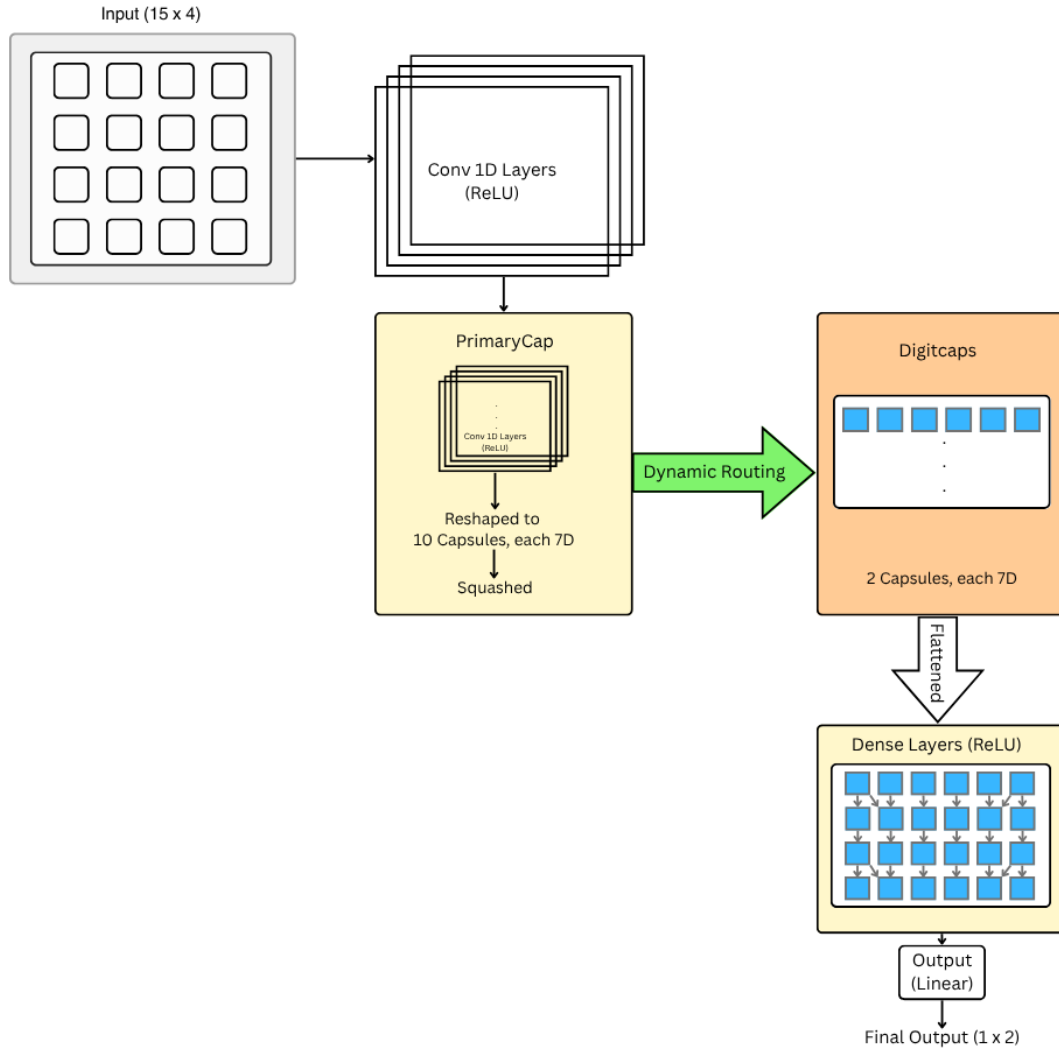 Input (15 x 4)
Conv 1D Layers
(ReLU)
PrimaryCap
Conv 1D Layers
(ReLU)
Reshaped to
10 Capsules, each 7D
Squashed
Dynamic Routing
Digitcaps
2 Capsules, each 7D
Flattened
Dense Layers (ReLU)
Output
(Linear)
Final Output (1 x 2)